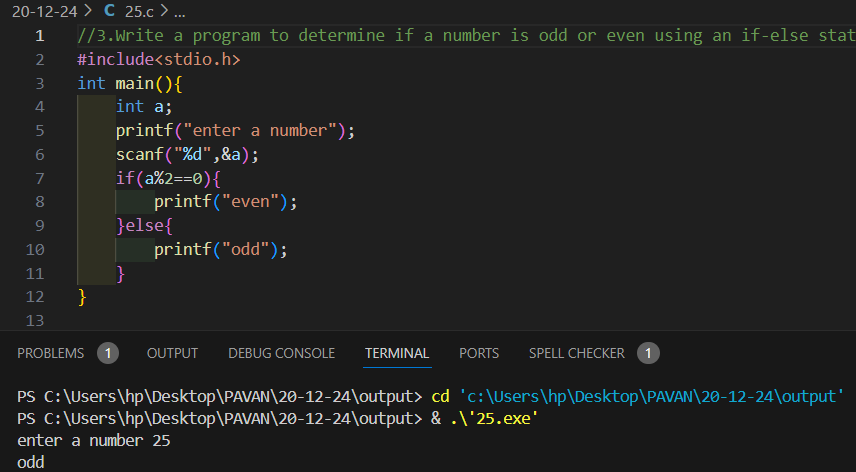 20-12-24 > C 25.c > ...
1 //3.Write a program to determine if a number is odd or even using an if-else stat
2 #include<stdio.h>
3 int main(){
4 int a;
5 printf("enter a number");
6 scanf("%d",&a);
7 if(a%2==0){
8 printf("even");
9 }else{
10 printf("odd");
11 }
12 }
13
PROBLEMS 1 OUTPUT DEBUG CONSOLE TERMINAL PORTS SPELL CHECKER 1
PS C:\Users\hp\Desktop\PAVAN\20-12-24\output> cd 'c:\Users\hp\Desktop\PAVAN\20-12-24\output'
PS C:\Users\hp\Desktop\PAVAN\20-12-24\output> & .\'25.exe'
enter a number 25
odd